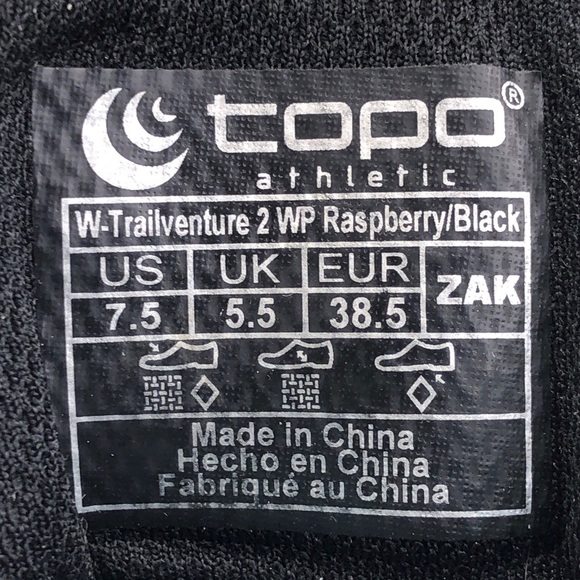 topo®
athletic
W-Trailventure 2 WP Raspberry/Black
US UK EUR ZAK
7.5 5.5 38.5
Made in China
Hecho en China
Fabriqué au China